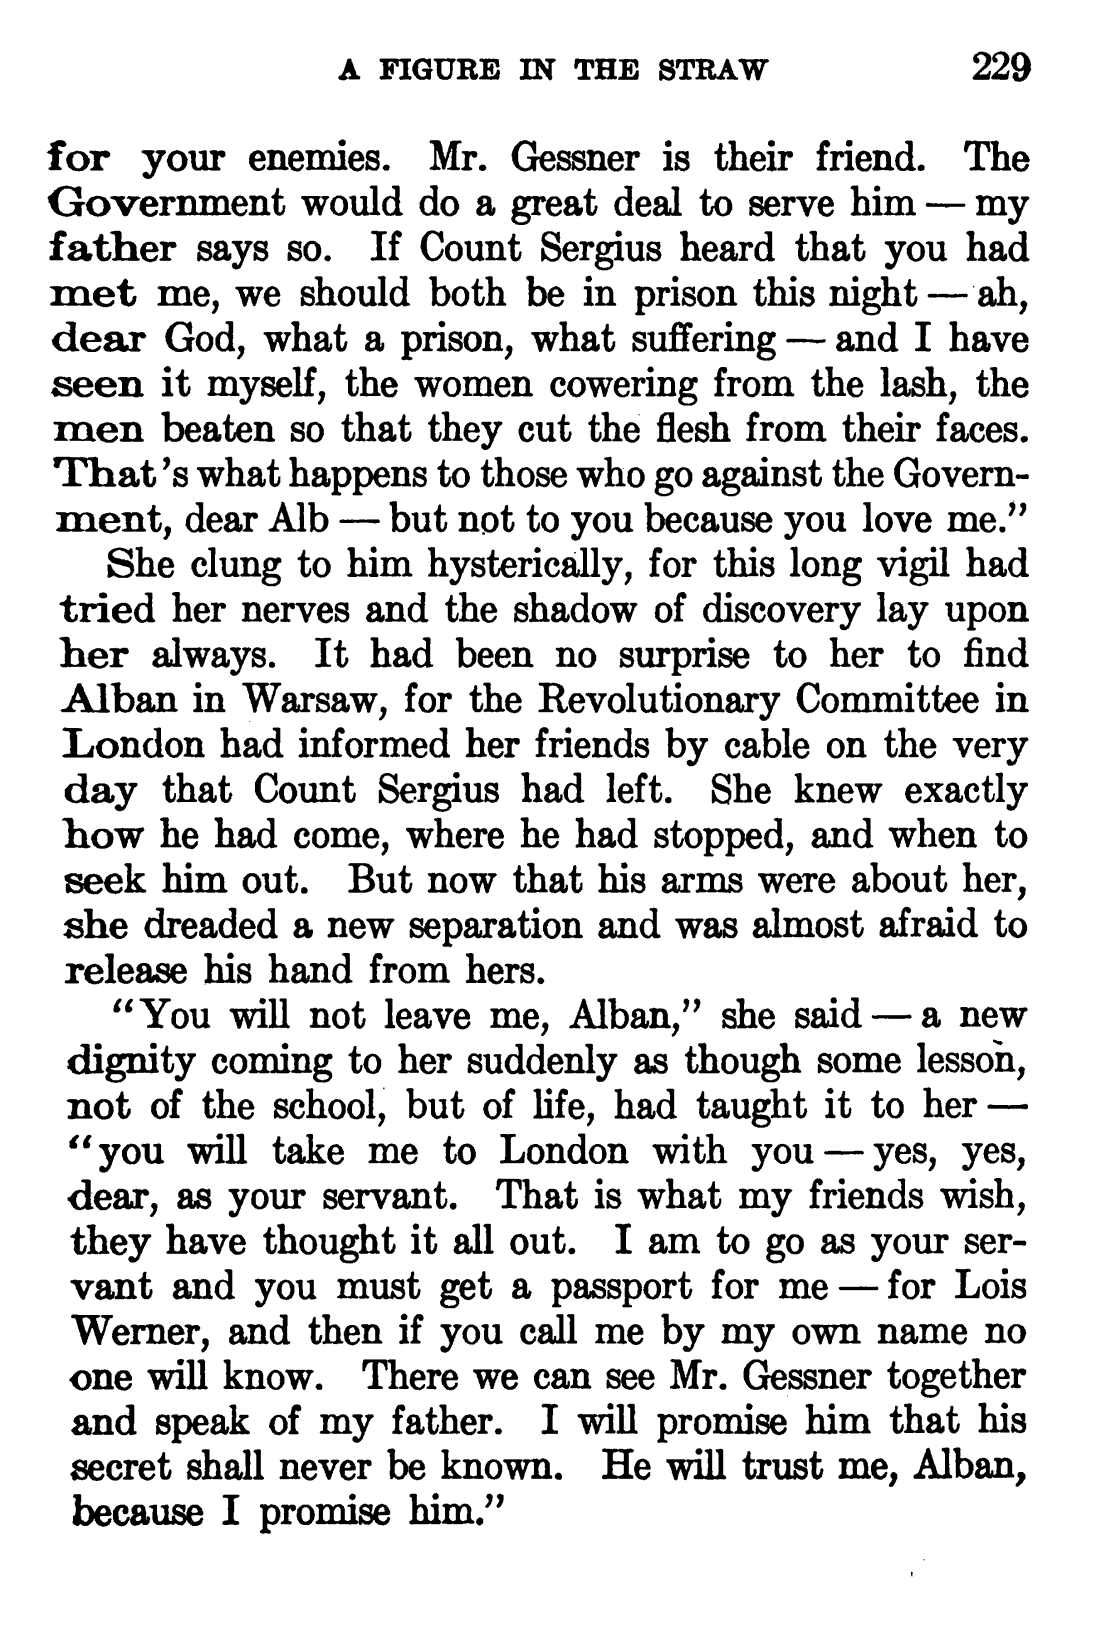 A FIGURE IN THE STRAW 229
for your enemies. Mr. Gessner is their friend. The
Government would do a great deal to serve him — my
father says so. If Count Sergius heard that you had
met me, we should both be in prison this night — ah,
dear God, what a prison, what suffering — and I have
seen it myself, the women cowering from the lash, the
men beaten so that they cut the flesh from their faces.
That's what happens to those who go against the Govern-
ment, dear Alb — but not to you because you love me."
She clung to him hysterically, for this long vigil had
tried her nerves and the shadow of discovery lay upon
her always. It had been no surprise to her to find
Alban in Warsaw, for the Revolutionary Committee in
London had informed her friends by cable on the very
day that Count Sergius had left. She knew exactly
how he had come, where he had stopped, and when to
seek him out. But now that his arms were about her,
she dreaded a new separation and was almost afraid to
release his hand from hers.
"You will not leave me, Alban," she said — a new
dignity coming to her suddenly as though some lesson,
not of the school, but of life, had taught it to her —
"you will take me to London with you — yes, yes,
dear, as your servant. That is what my friends wish,
they have thought it all out. I am to go as your ser-
vant and you must get a passport for me — for Lois
Werner, and then if you call me by my own name no
one will know. There we can see Mr. Gessner together
and speak of my father. I will promise him that his
secret shall never be known. He will trust me, Alban,
because I promise him."